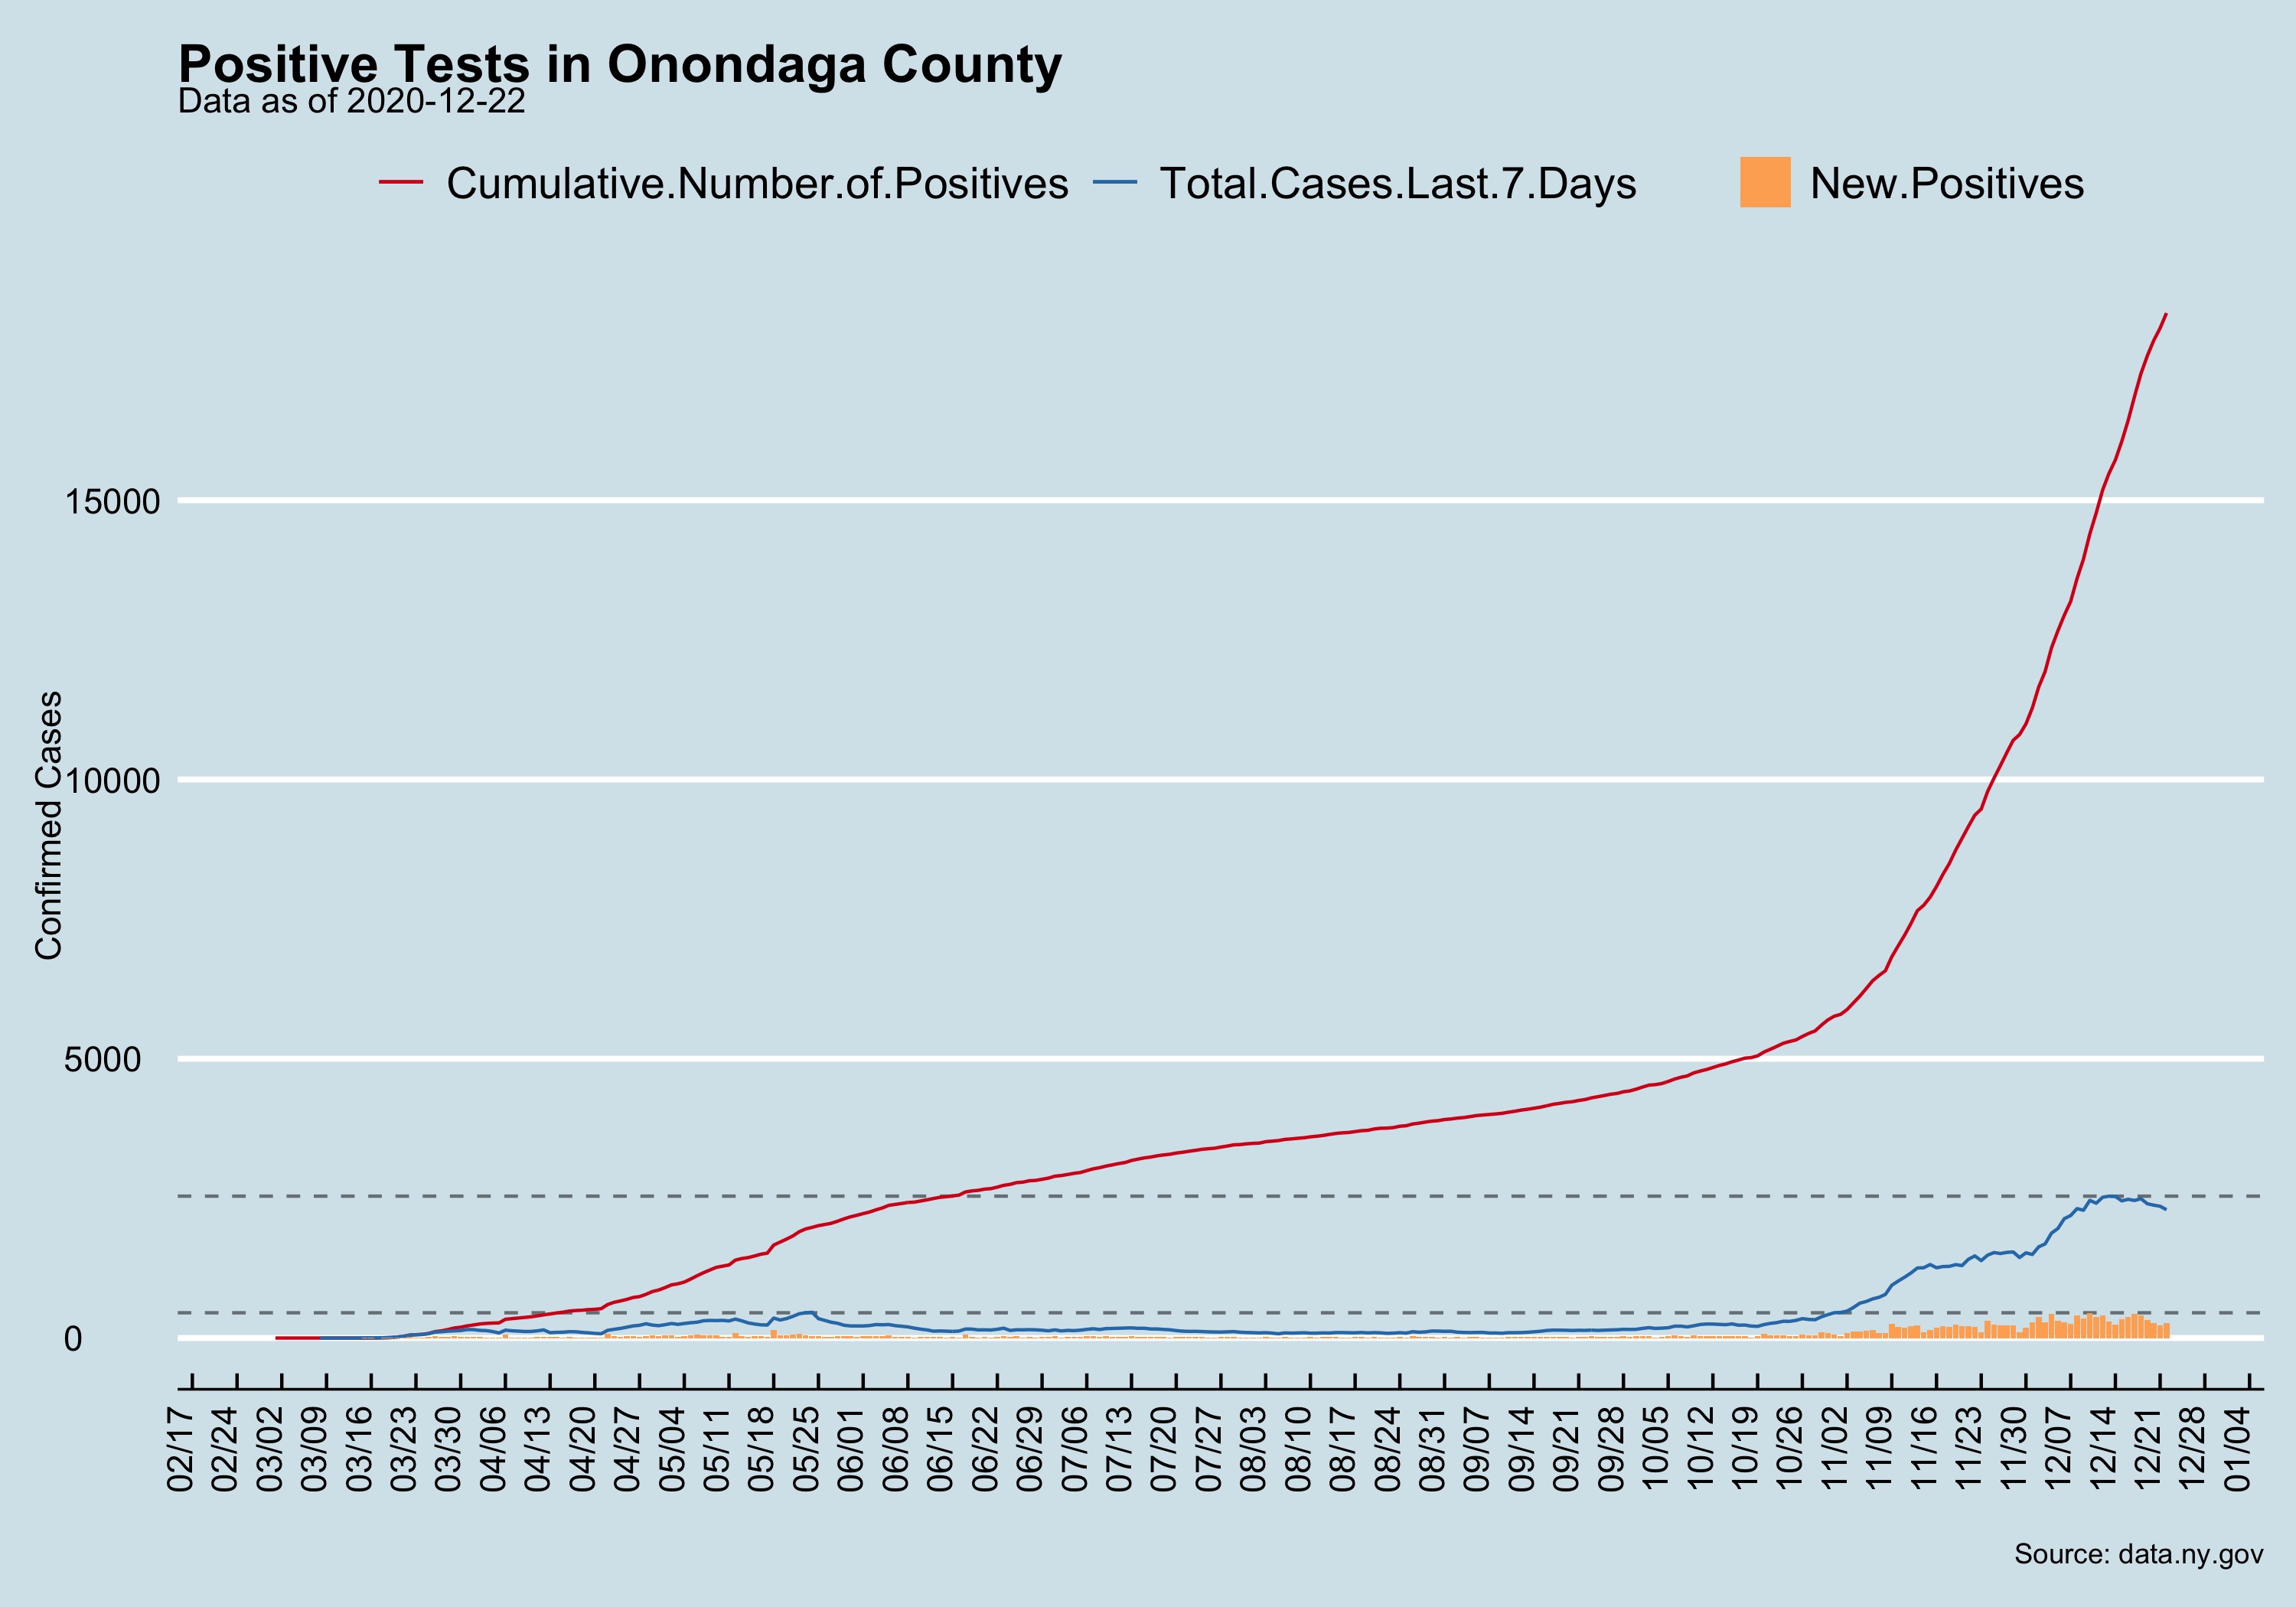 Positive Tests in Onondaga County
Data as of 2020-12-22
Cumulative.Number.of.Positives Total.Cases.Last.7.Days New.Positives
Confirmed Cases
15000
10000
5000
0
02/17 02/24 03/02 03/09 03/16 03/23 03/30 04/06 04/13 04/20 04/27 05/04 05/11 05/18 05/25 06/01 06/08 06/15 06/22 06/29 07/06 07/13 07/20 07/27 08/03 08/10 08/17 08/24 08/31 09/07 09/14 09/21 09/28 10/05 10/12 10/19 10/26 11/02 11/09 11/16 11/23 11/30 12/07 12/14 12/21 12/28 01/04
Source: data.ny.gov